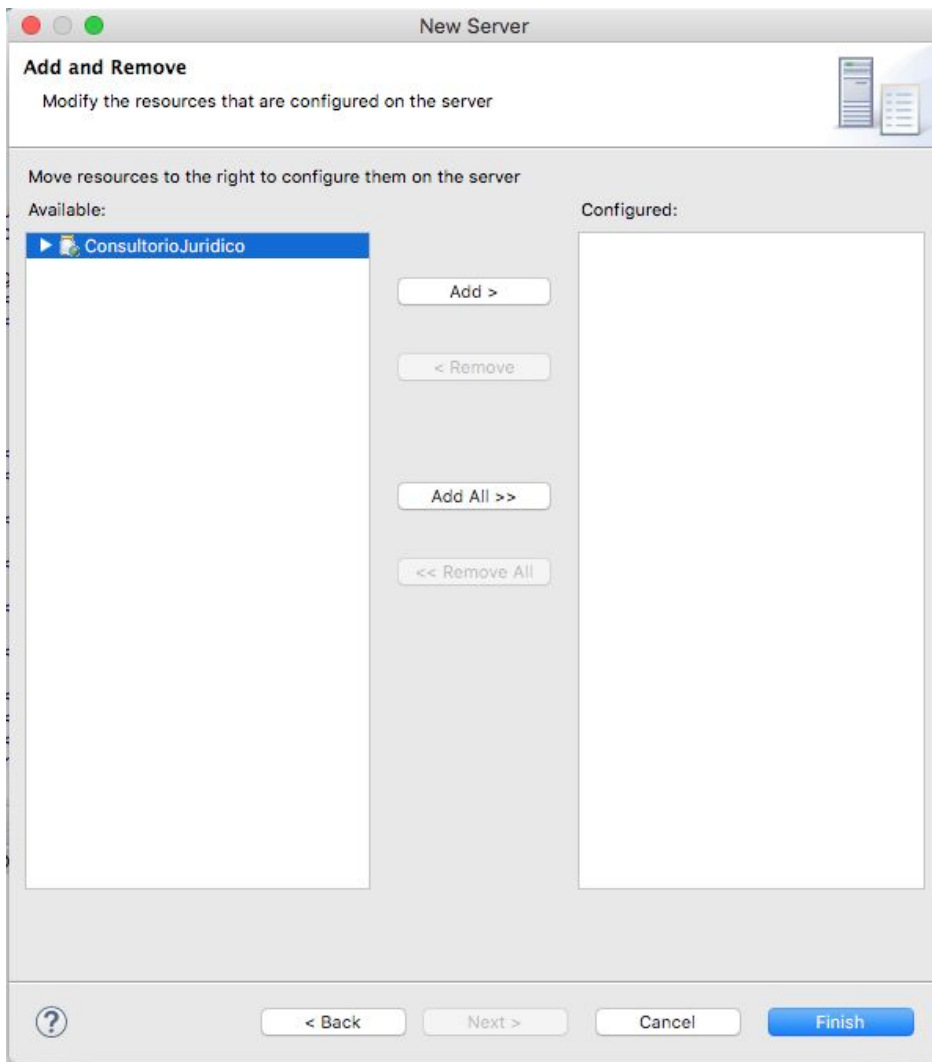 New Server
Add and Remove
Modify the resources that are configured on the server
Move resources to the right to configure them on the server
Available:
Configured:
ConsultorioJuridico
Add >
< Remove
Add All >>
<< Remove All
?
< Back
Next >
Cancel
Finish